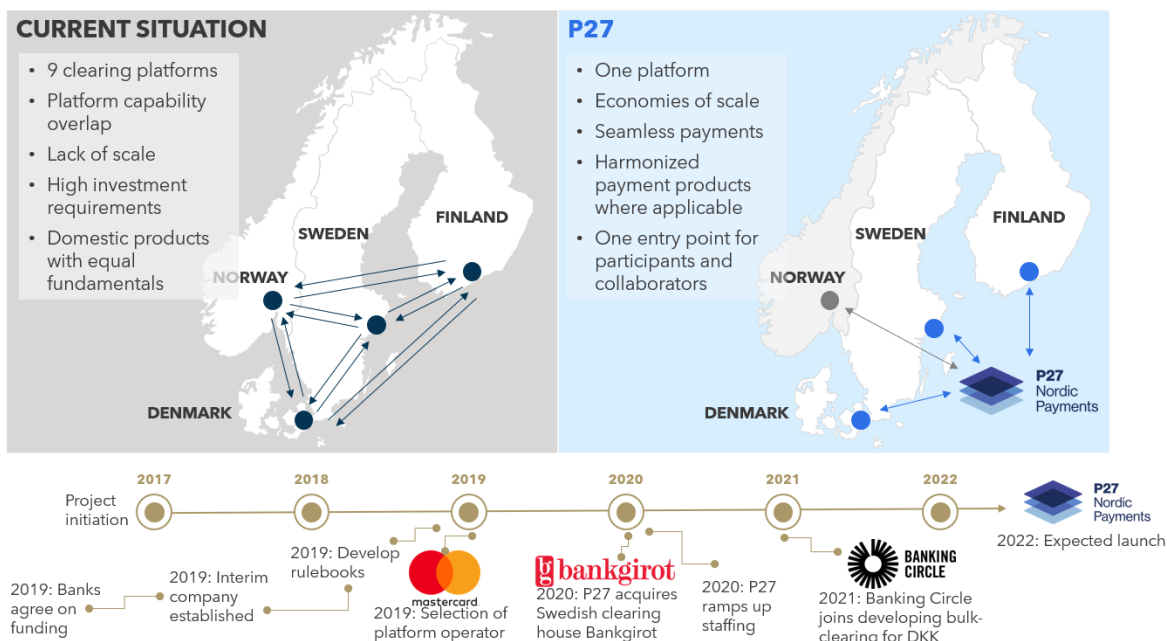 CURRENT SITUATION
• 9 clearing platforms
• Platform capability
overlap
• Lack of scale
• High investment
requirements
• Domestic products
with equal
fundamentals
FINLAND
SWEDEN
NORWAY
DENMARK
P27
• One platform
• Economies of scale
• Seamless payments
• Harmonized
payment products
where applicable
• One entry point for
participants and
collaborators
FINLAND
SWEDEN
NORWAY
DENMARK
P27
Nordic
Payments
2017
2018
2019
2020
2021
2022
Project
initiation
P27
Nordic
Payments
2022: Expected launch
2019: Banks
agree on
funding
2019: Interim
company
established
2019: Develop
rulebooks
mastercard
2019: Selection of
platform operator
bg bankgirot
2020: P27 acquires
Swedish clearing
house Bankgirot
2020: P27
ramps up
staffing
BANKING
CIRCLE
2021: Banking Circle
joins developing bulk-
clearing for DKK